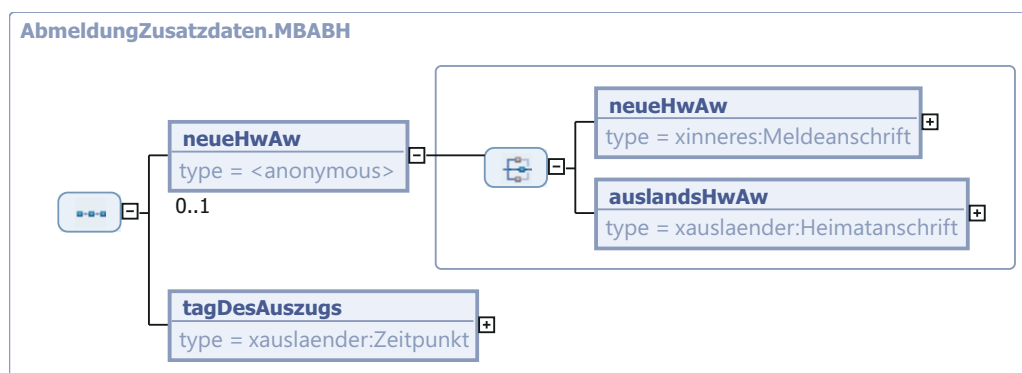 AbmeldungZusatzdaten.MBABH
neueHwAw
type = <anonymous>
0..1
neueHwAw
type = xinneres:Meldeanschrift
auslandsHwAw
type = xauslaender:Heimatanschrift
tagDesAuszugs
type = xauslaender:Zeitpunkt